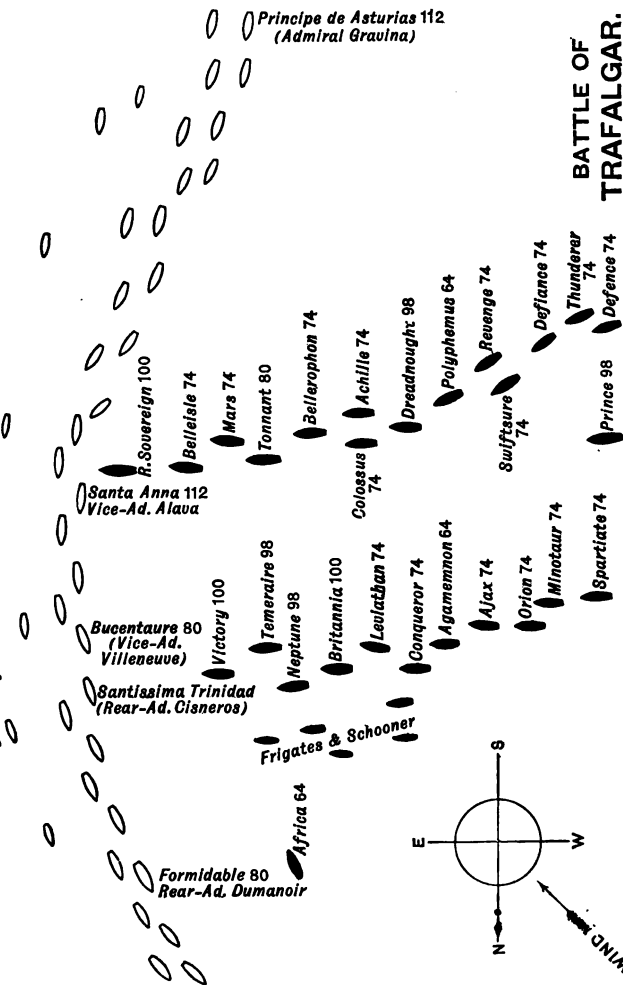 Principe de Asturias 112
(Admiral Gravina)
BATTLE OF
TRAFALGAR.
R.Sovereign 100
Belleisle 74
Mars 74
Tonnant 80
Bellerophon 74
Achille 74
Colossus
74
Dreadnought 98
Polyphemus 64
Revenge 74
Swiftsure
74
Defiance 74
Thunderer
74
Defence 74
Prince 98
Santa Anna 112
Vice-Ad. Alava
Bucentaure 80
(Vice-Ad.
Villeneuve)
Santissima Trinidad
(Rear-Ad. Cisneros)
Victory 100
Temeraire 98
Neptune 98
Britannia 100
Leviathan 74
Conqueror 74
Agamemnon 64
Ajax 74
Orion 74
Minotaur 74
Spartiate 74
Frigates & Schooner
Africa 64
Formidable 80
Rear-Ad. Dumanoir
E
S
W
N
WIND